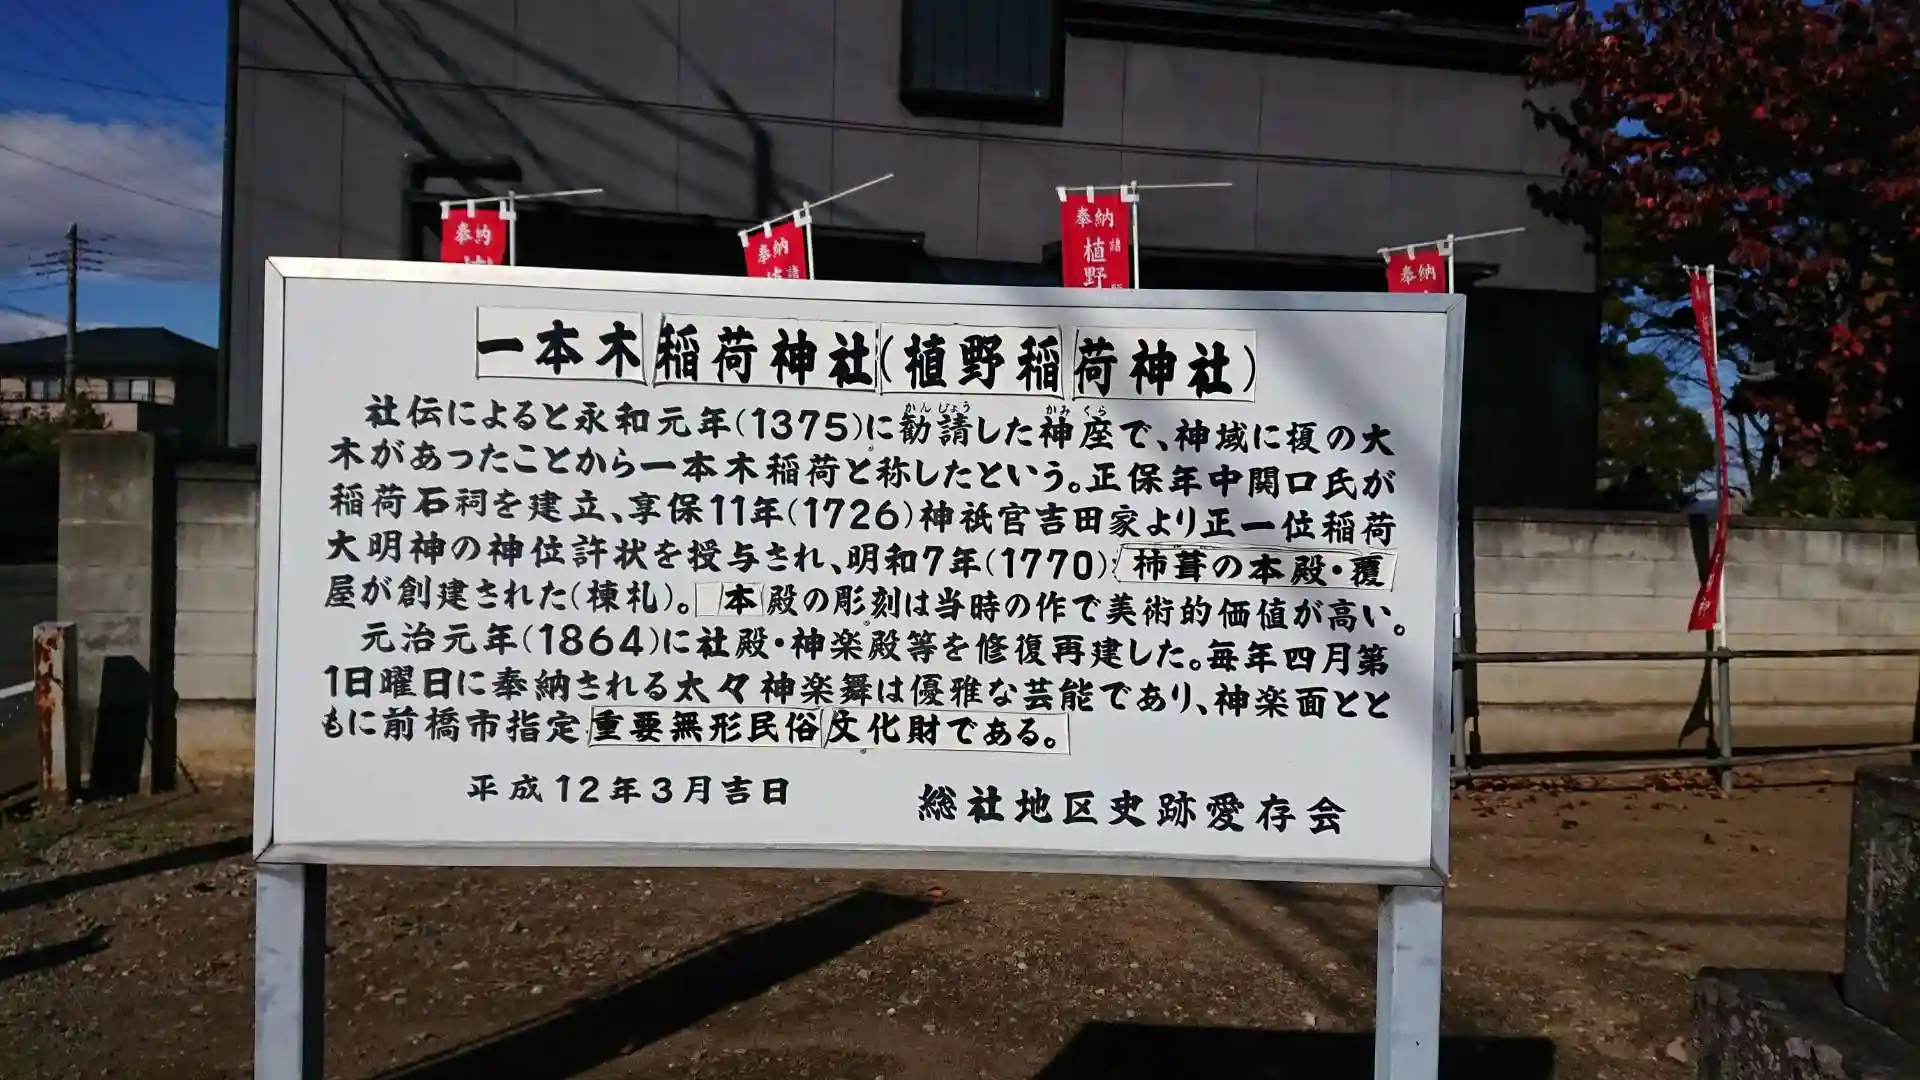 奉納
奉納
諸
奉納
植野
諸
奉納
一本木稲荷神社(植野稲荷神社)
かんじょう かみくら
社伝によると永和元年(1375)に勧請した神座で、神域に榎の大
木があったことから一本木稲荷と称したという。正保年中関口氏が
稲荷石祠を建立、享保11年(1726)神祇官吉田家より正一位稲荷
大明神の神位許状を授与され、明和7年(1770)柿葺の本殿・覆
屋が創建された(棟札)。本殿の彫刻は当時の作で美術的価値が高い。
元治元年(1864)に社殿・神楽殿等を修復再建した。毎年四月第
1日曜日に奉納される太々神楽舞は優雅な芸能であり、神楽面とと
もに前橋市指定重要無形民俗文化財である。
平成12年3月吉日
総社地区史跡愛存会